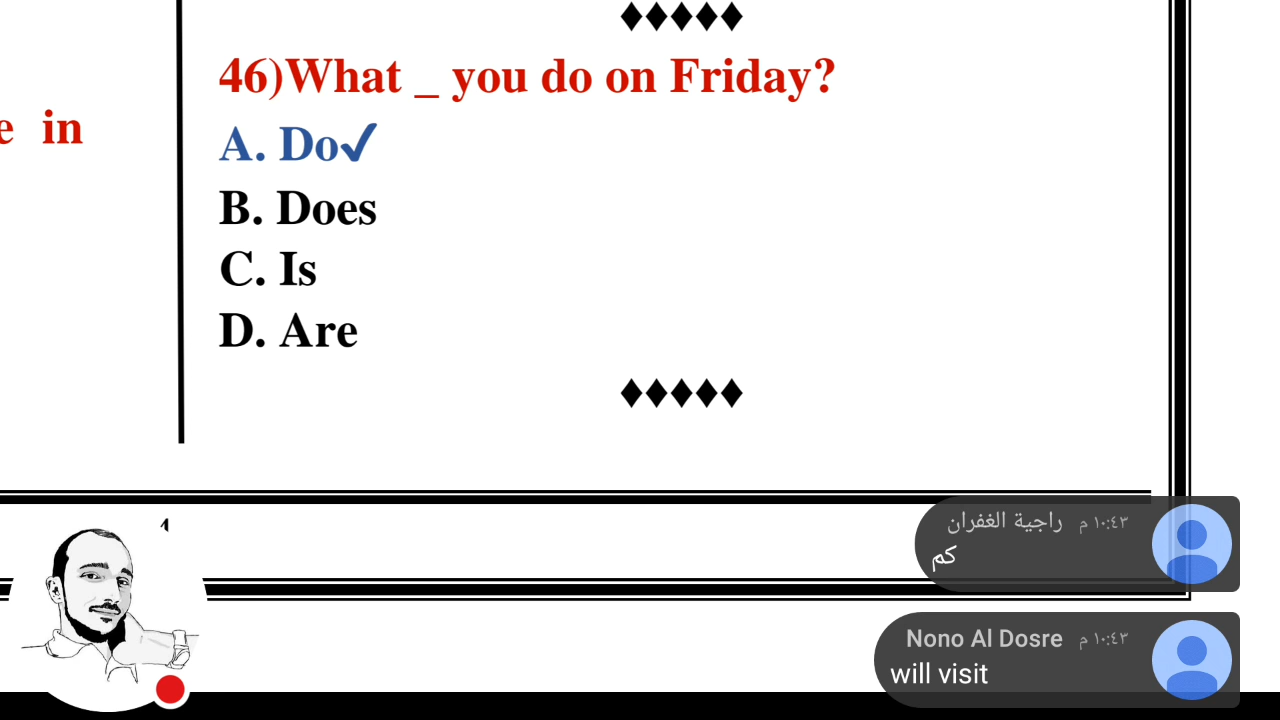 ♦♦♦♦♦
46)What _ you do on Friday?
e in
A. Do✓
B. Does
C. Is
D. Are
♦♦♦♦♦
راجية الغفران ١٠:٤٣ م
كم
Nono Al Dosre ١٠:٤٣ م
will visit